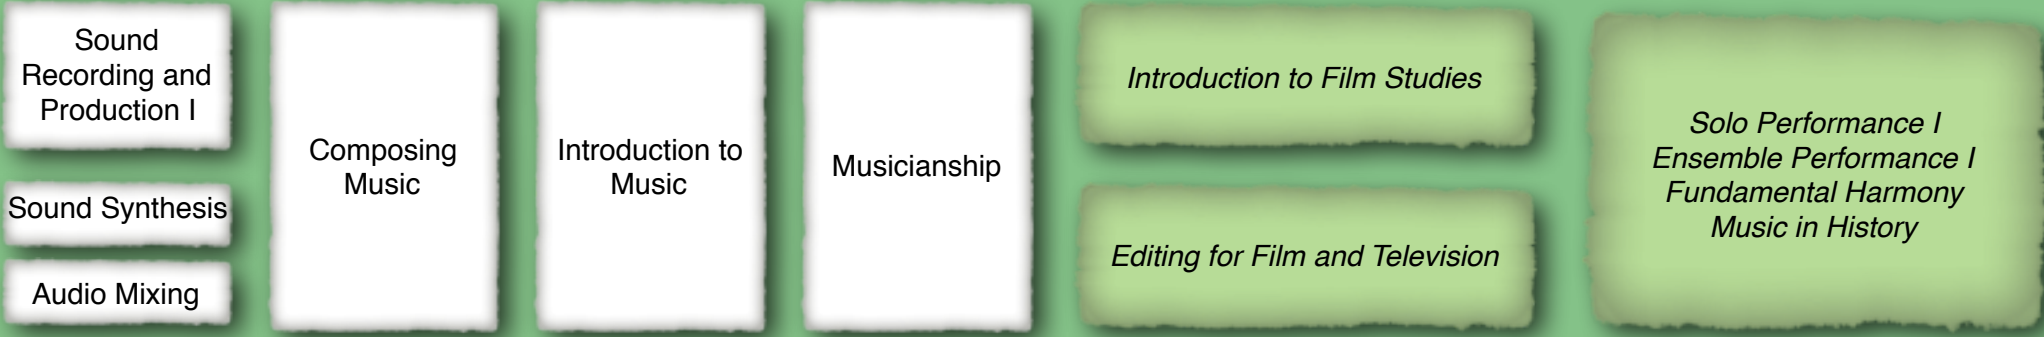 Sound
Recording and
Production I
Sound Synthesis
Audio Mixing
Composing
Music
Introduction to
Music
Musicianship
Introduction to Film Studies
Editing for Film and Television
Solo Performance I
Ensemble Performance I
Fundamental Harmony
Music in History